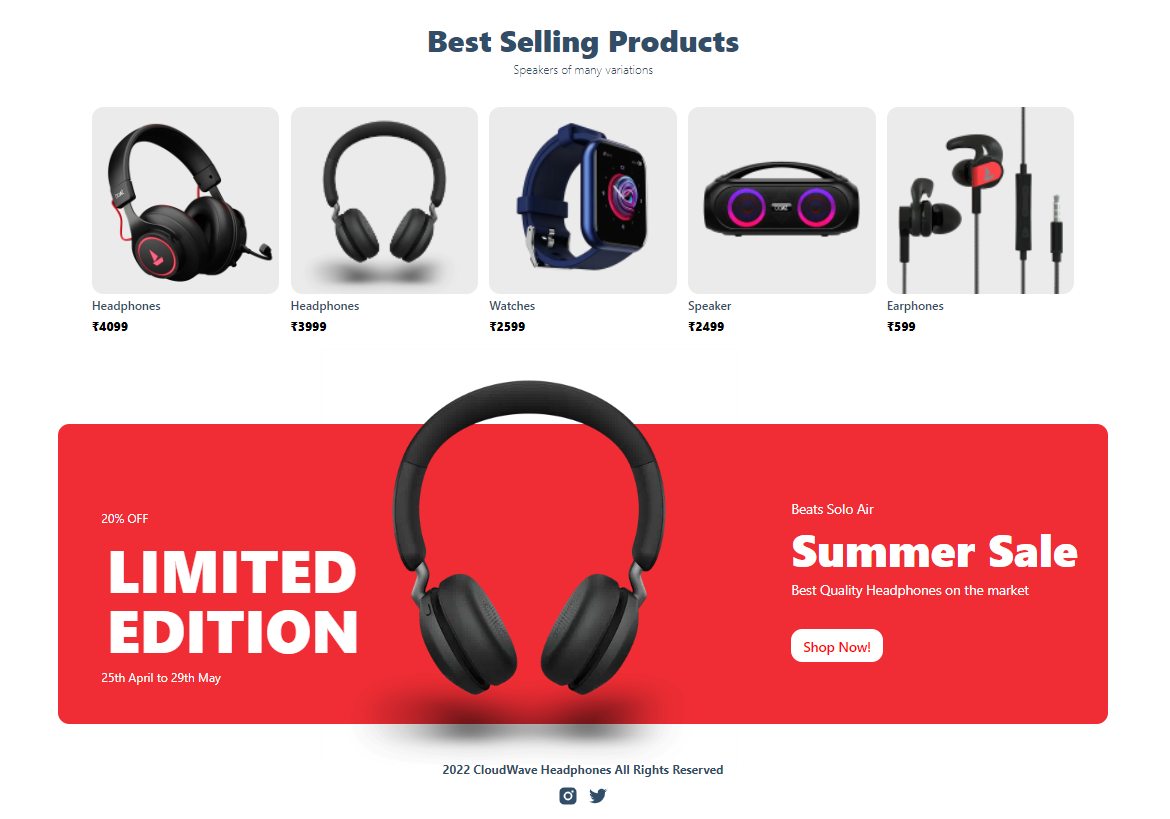 Best Selling Products
Speakers of many variations
Headphones
₹4099
Headphones
₹3999
Watches
₹2599
Speaker
₹2499
Earphones
₹599
20% OFF
LIMITED
EDITION
25th April to 29th May
Beats Solo Air
Summer Sale
Best Quality Headphones on the market
Shop Now!
2022 CloudWave Headphones All Rights Reserved